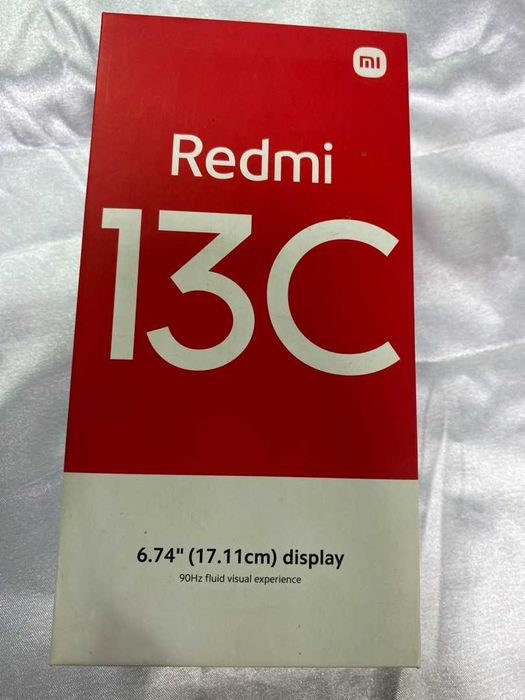 mi
Redmi
13C
6.74" (17.11cm) display
90Hz fluid visual experience